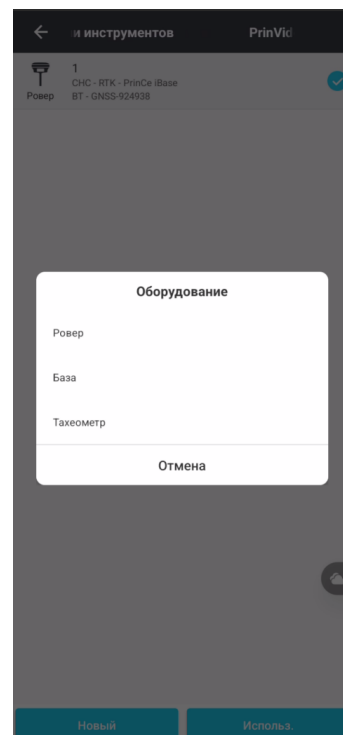 и инструментов PrinVid
1
CHC - RTK - PrinCe iBase
Ровер BT - GNSS-924938
Оборудование
Ровер
База
Тахеометр
Отмена
Новый Использ.